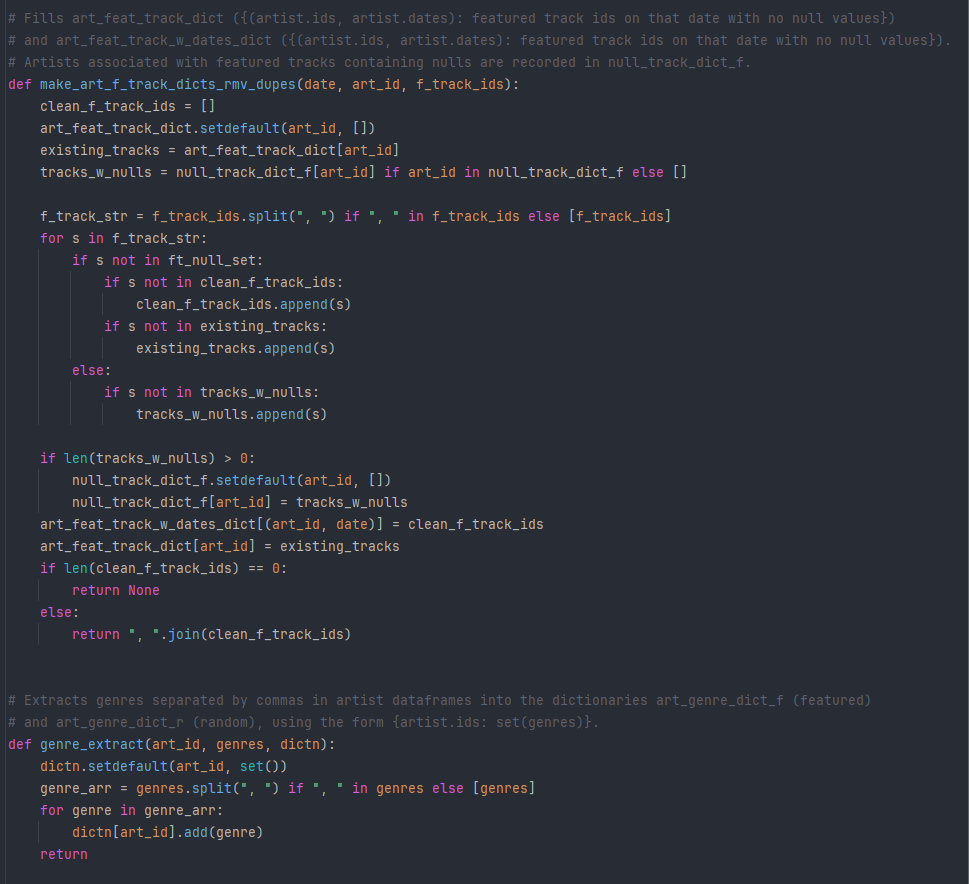 # Fills art_feat_track_dict ({(artist.ids, artist.dates): featured track ids on that date with no null values})
# and art_feat_track_w_dates_dict ({(artist.ids, artist.dates): featured track ids on that date with no null values}).
# Artists associated with featured tracks containing nulls are recorded in null_track_dict_f.
def make_art_f_track_dicts_rmv_dupes(date, art_id, f_track_ids):
    clean_f_track_ids = []
    art_feat_track_dict.setdefault(art_id, [])
    existing_tracks = art_feat_track_dict[art_id]
    tracks_w_nulls = null_track_dict_f[art_id] if art_id in null_track_dict_f else []

    f_track_str = f_track_ids.split(", ") if ", " in f_track_ids else [f_track_ids]
    for s in f_track_str:
        if s not in ft_null_set:
            if s not in clean_f_track_ids:
                clean_f_track_ids.append(s)
            if s not in existing_tracks:
                existing_tracks.append(s)
        else:
            if s not in tracks_w_nulls:
                tracks_w_nulls.append(s)

    if len(tracks_w_nulls) > 0:
        null_track_dict_f.setdefault(art_id, [])
        null_track_dict_f[art_id] = tracks_w_nulls
    art_feat_track_w_dates_dict[(art_id, date)] = clean_f_track_ids
    art_feat_track_dict[art_id] = existing_tracks
    if len(clean_f_track_ids) == 0:
        return None
    else:
        return ", ".join(clean_f_track_ids)


# Extracts genres separated by commas in artist dataframes into the dictionaries art_genre_dict_f (featured)
# and art_genre_dict_r (random), using the form {artist.ids: set(genres)}.
def genre_extract(art_id, genres, dictn):
    dictn.setdefault(art_id, set())
    genre_arr = genres.split(", ") if ", " in genres else [genres]
    for genre in genre_arr:
        dictn[art_id].add(genre)
    return